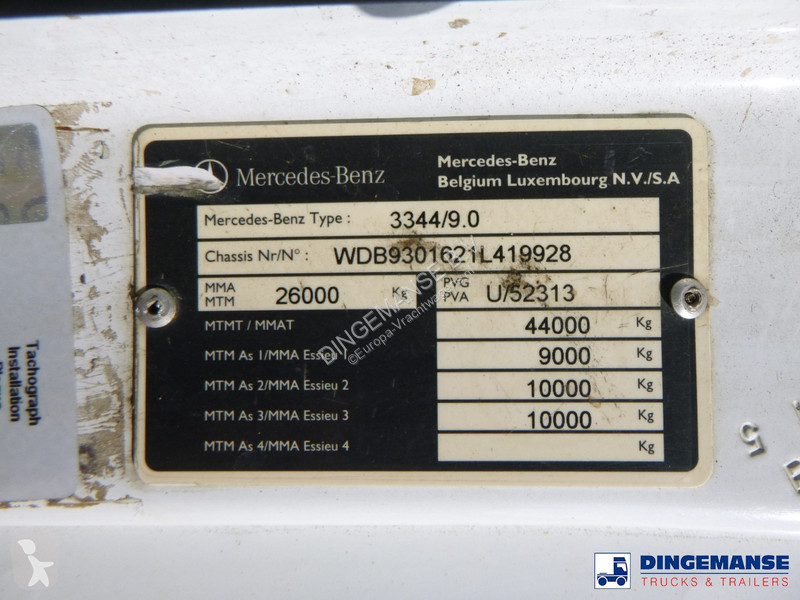 Mercedes-Benz
Mercedes-Benz
Belgium Luxembourg N.V./S.A
Mercedes-Benz Type : 3344/9.0
Chassis Nr/N° : WDB9301621L419928
MMA
MTM 26000 Kg
PVG
PVA U/52313
MTMT / MMAT 44000 Kg
MTM As 1/MMA Essieu 1 9000 Kg
MTM As 2/MMA Essieu 2 10000 Kg
MTM As 3/MMA Essieu 3 10000 Kg
MTM As 4/MMA Essieu 4 Kg
DINGEMANSE B.V.
©Europa-Vrachtwagens
Tachograph
Installation
5
DINGEMANSE
TRUCKS & TRAILERS